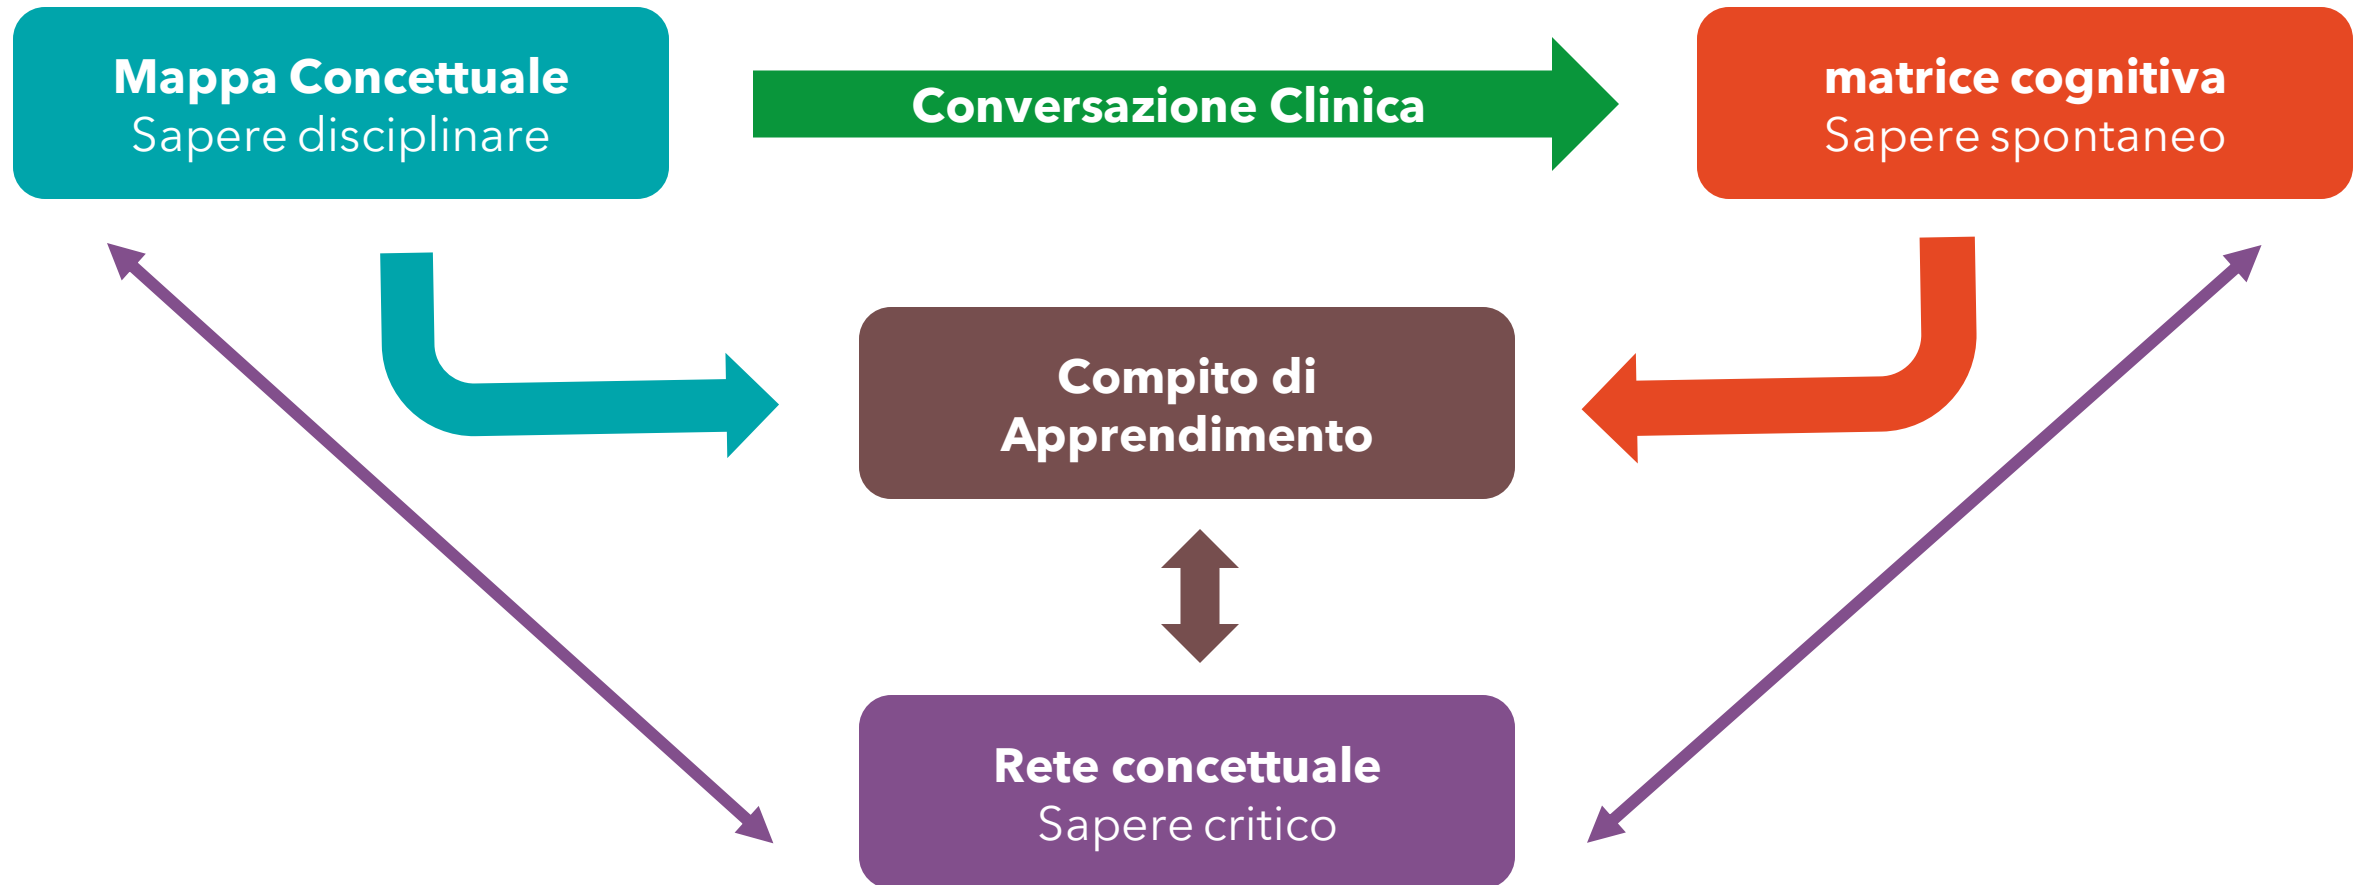 Mappa Concettuale
Sapere disciplinare
Conversazione Clinica
matrice cognitiva
Sapere spontaneo
Compito di
Apprendimento
Rete concettuale
Sapere critico